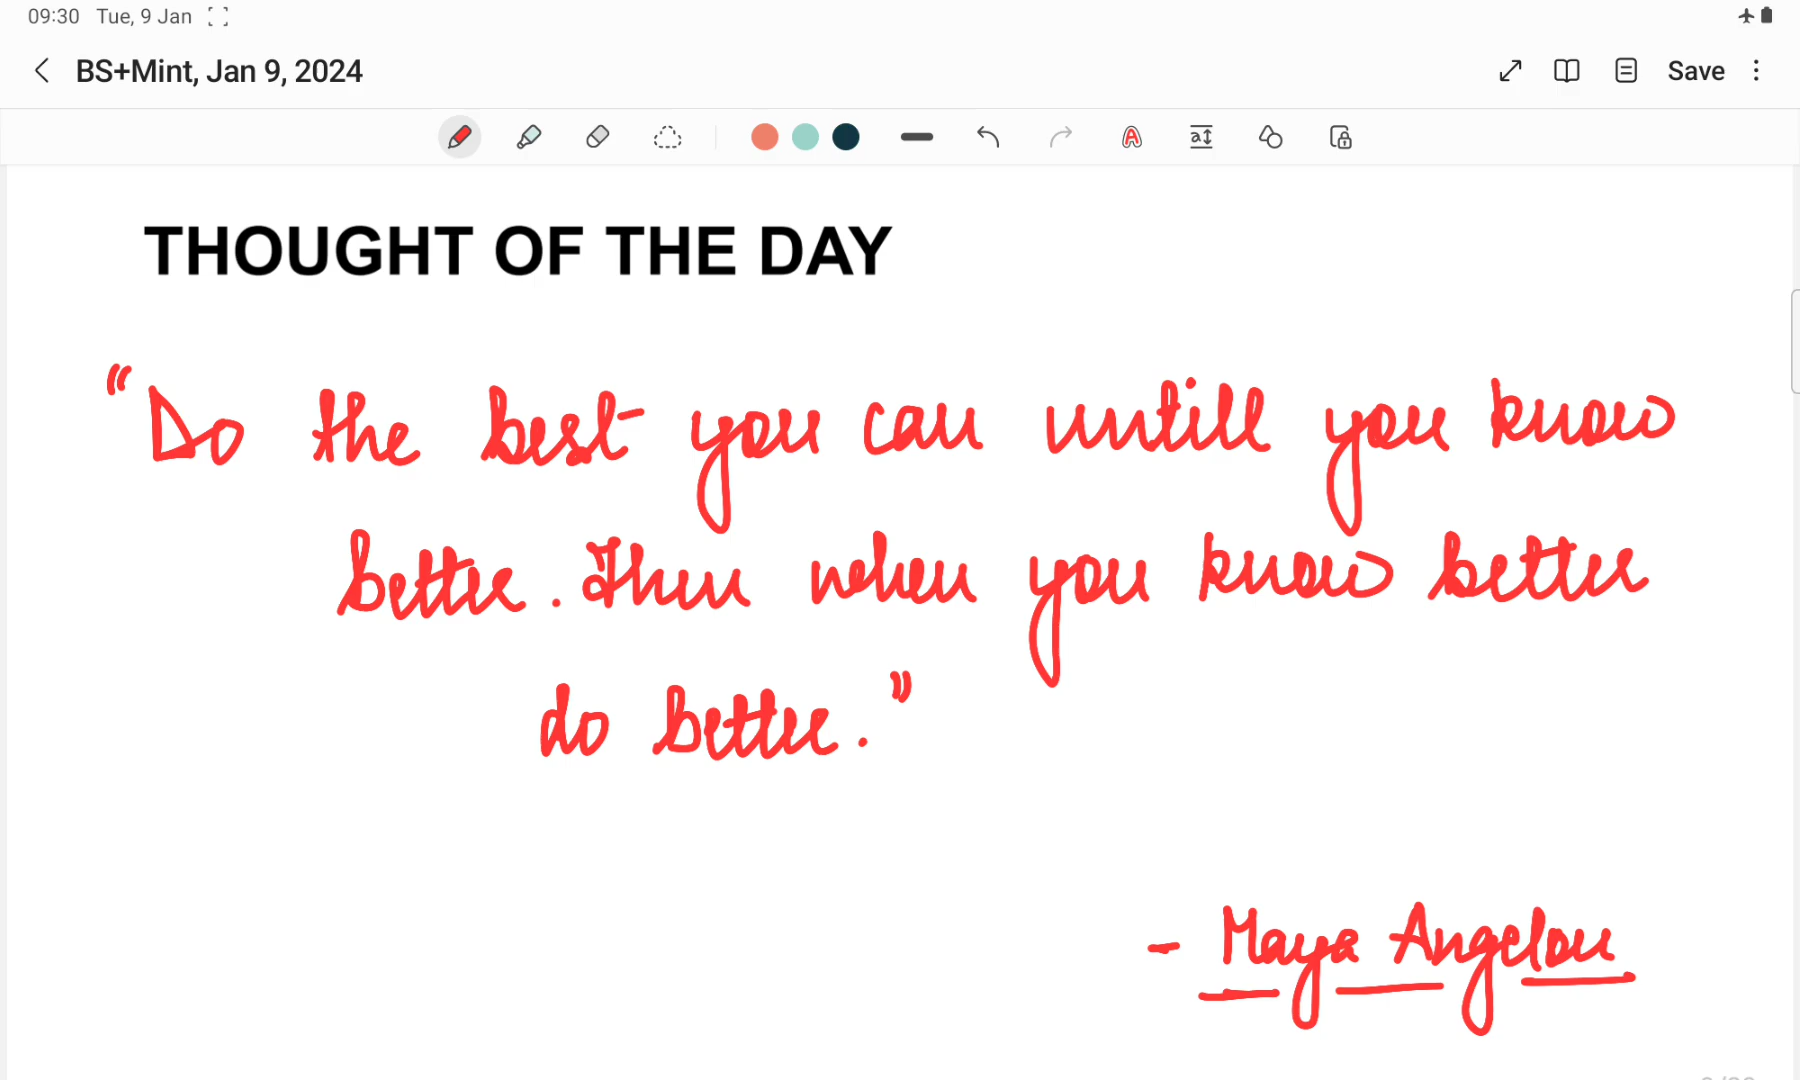 09:30 Tue, 9 Jan
BS+Mint, Jan 9, 2024 Save
THOUGHT OF THE DAY
"Do the best you can untill you know
better. Then when you know better
do better."
- Maya Angelou